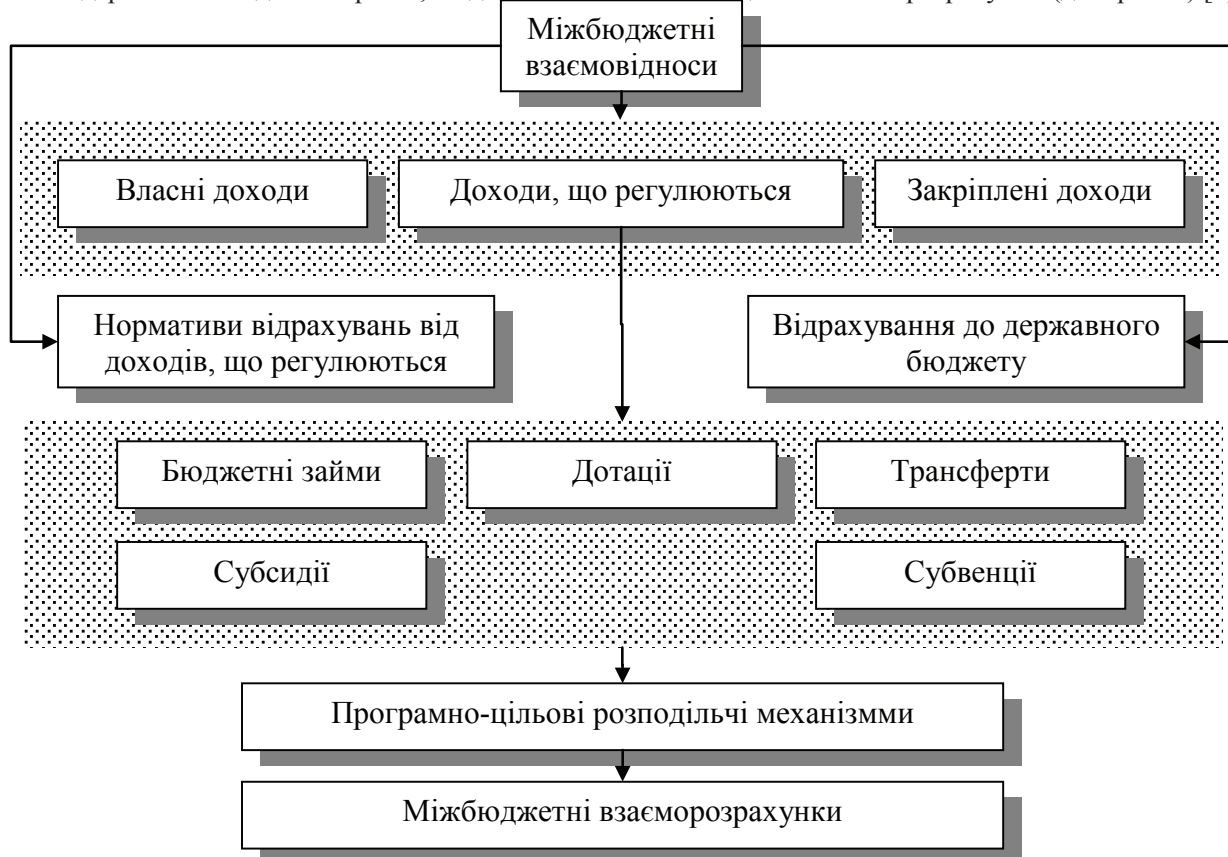 Міжбюджетні
взаємовідноси
Власні доходи
Доходи, що регулюються
Закріплені доходи
Нормативи відрахувань від
доходів, що регулюються
Відрахування до державного
бюджету
Бюджетні займи
Дотації
Трансферти
Субсидії
Субвенції
Програмно-цільові розподільчі механізмми
Міжбюджетні взаєморозрахунки